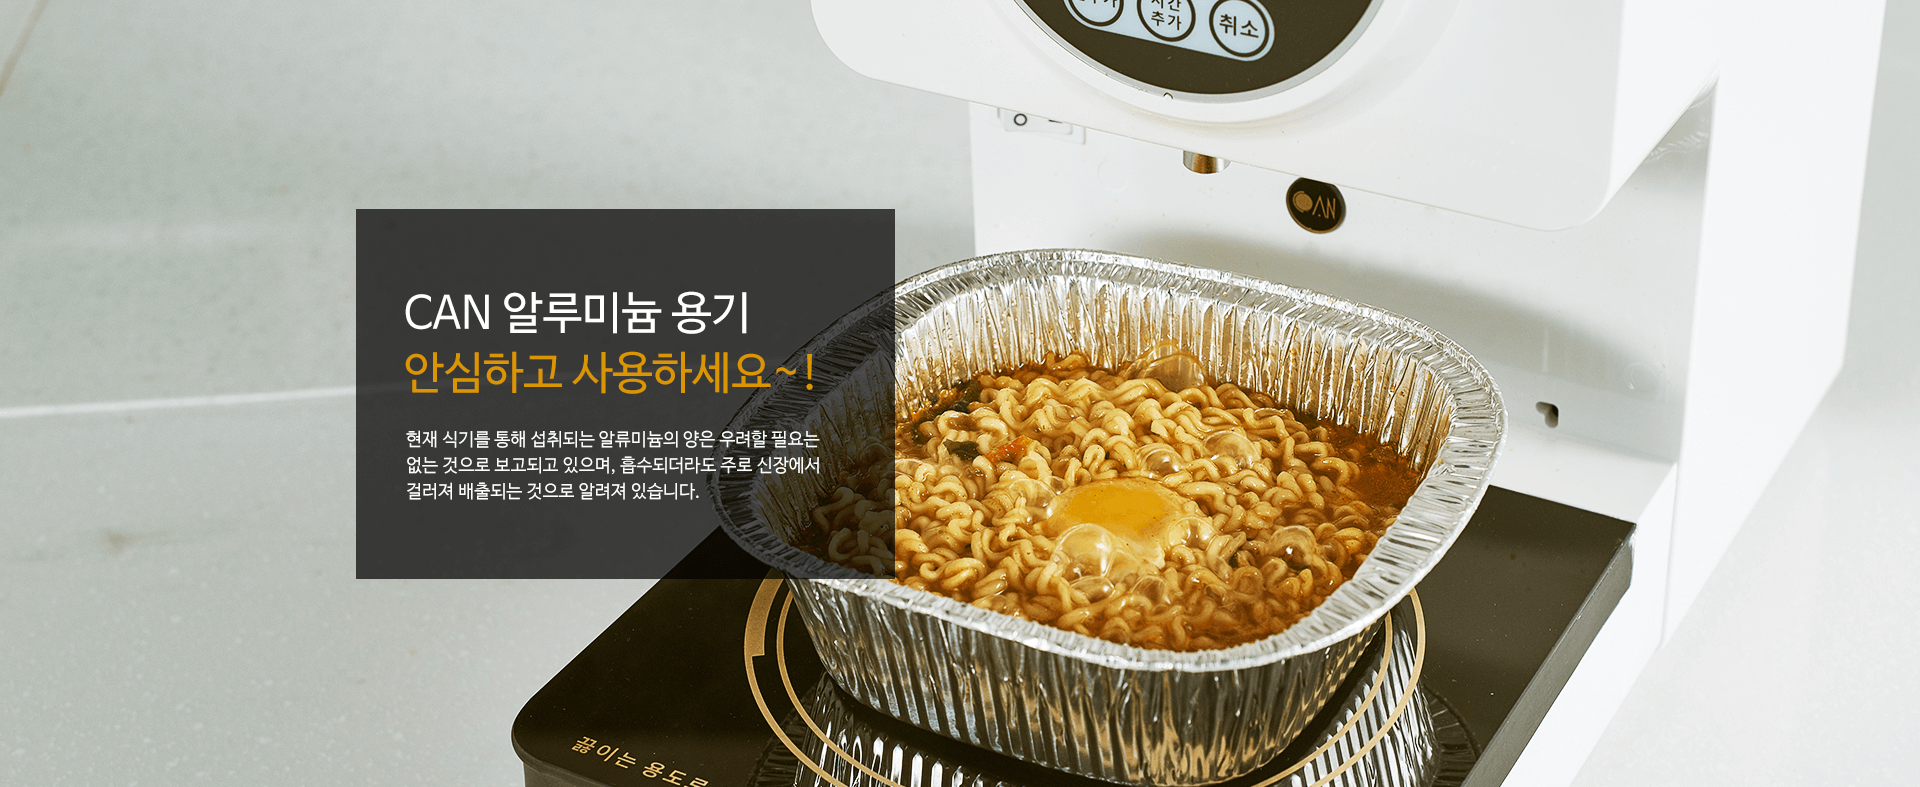 시간
추가
취소
CAN
CAN 알루미늄 용기
안심하고 사용하세요~!
현재 식기를 통해 섭취되는 알류미늄의 양은 우려할 필요는
없는 것으로 보고되고 있으며, 흡수되더라도 주로 신장에서
걸러져 배출되는 것으로 알려져 있습니다.
끓이는 용도로